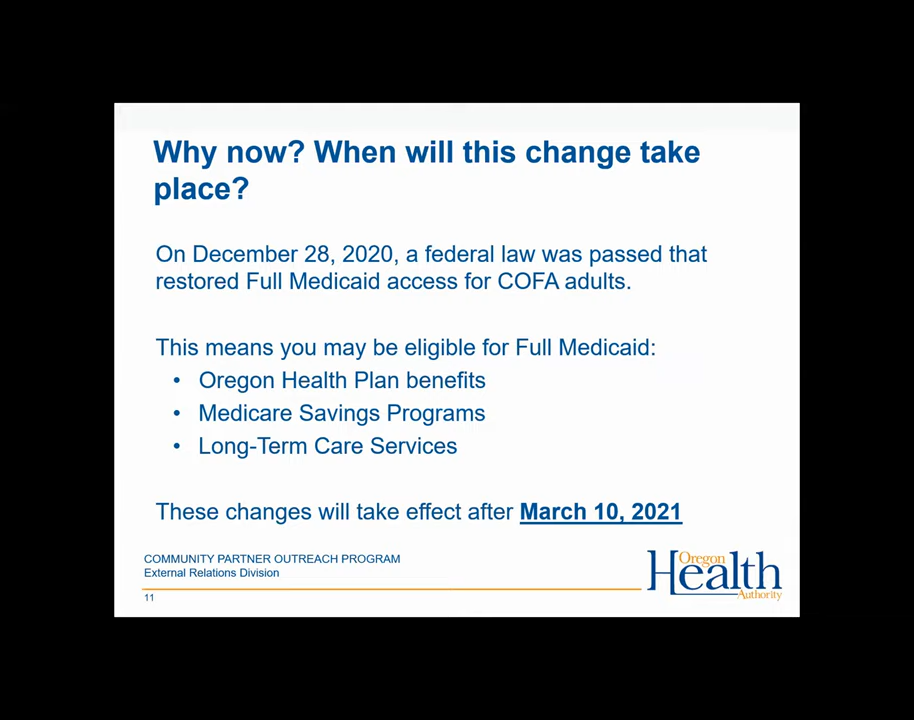 Why now? When will this change take
place?
On December 28, 2020, a federal law was passed that
restored Full Medicaid access for COFA adults.
This means you may be eligible for Full Medicaid:
• Oregon Health Plan benefits
• Medicare Savings Programs
• Long-Term Care Services
These changes will take effect after March 10, 2021
COMMUNITY PARTNER OUTREACH PROGRAM
External Relations Division
11
Oregon
Health
Authority